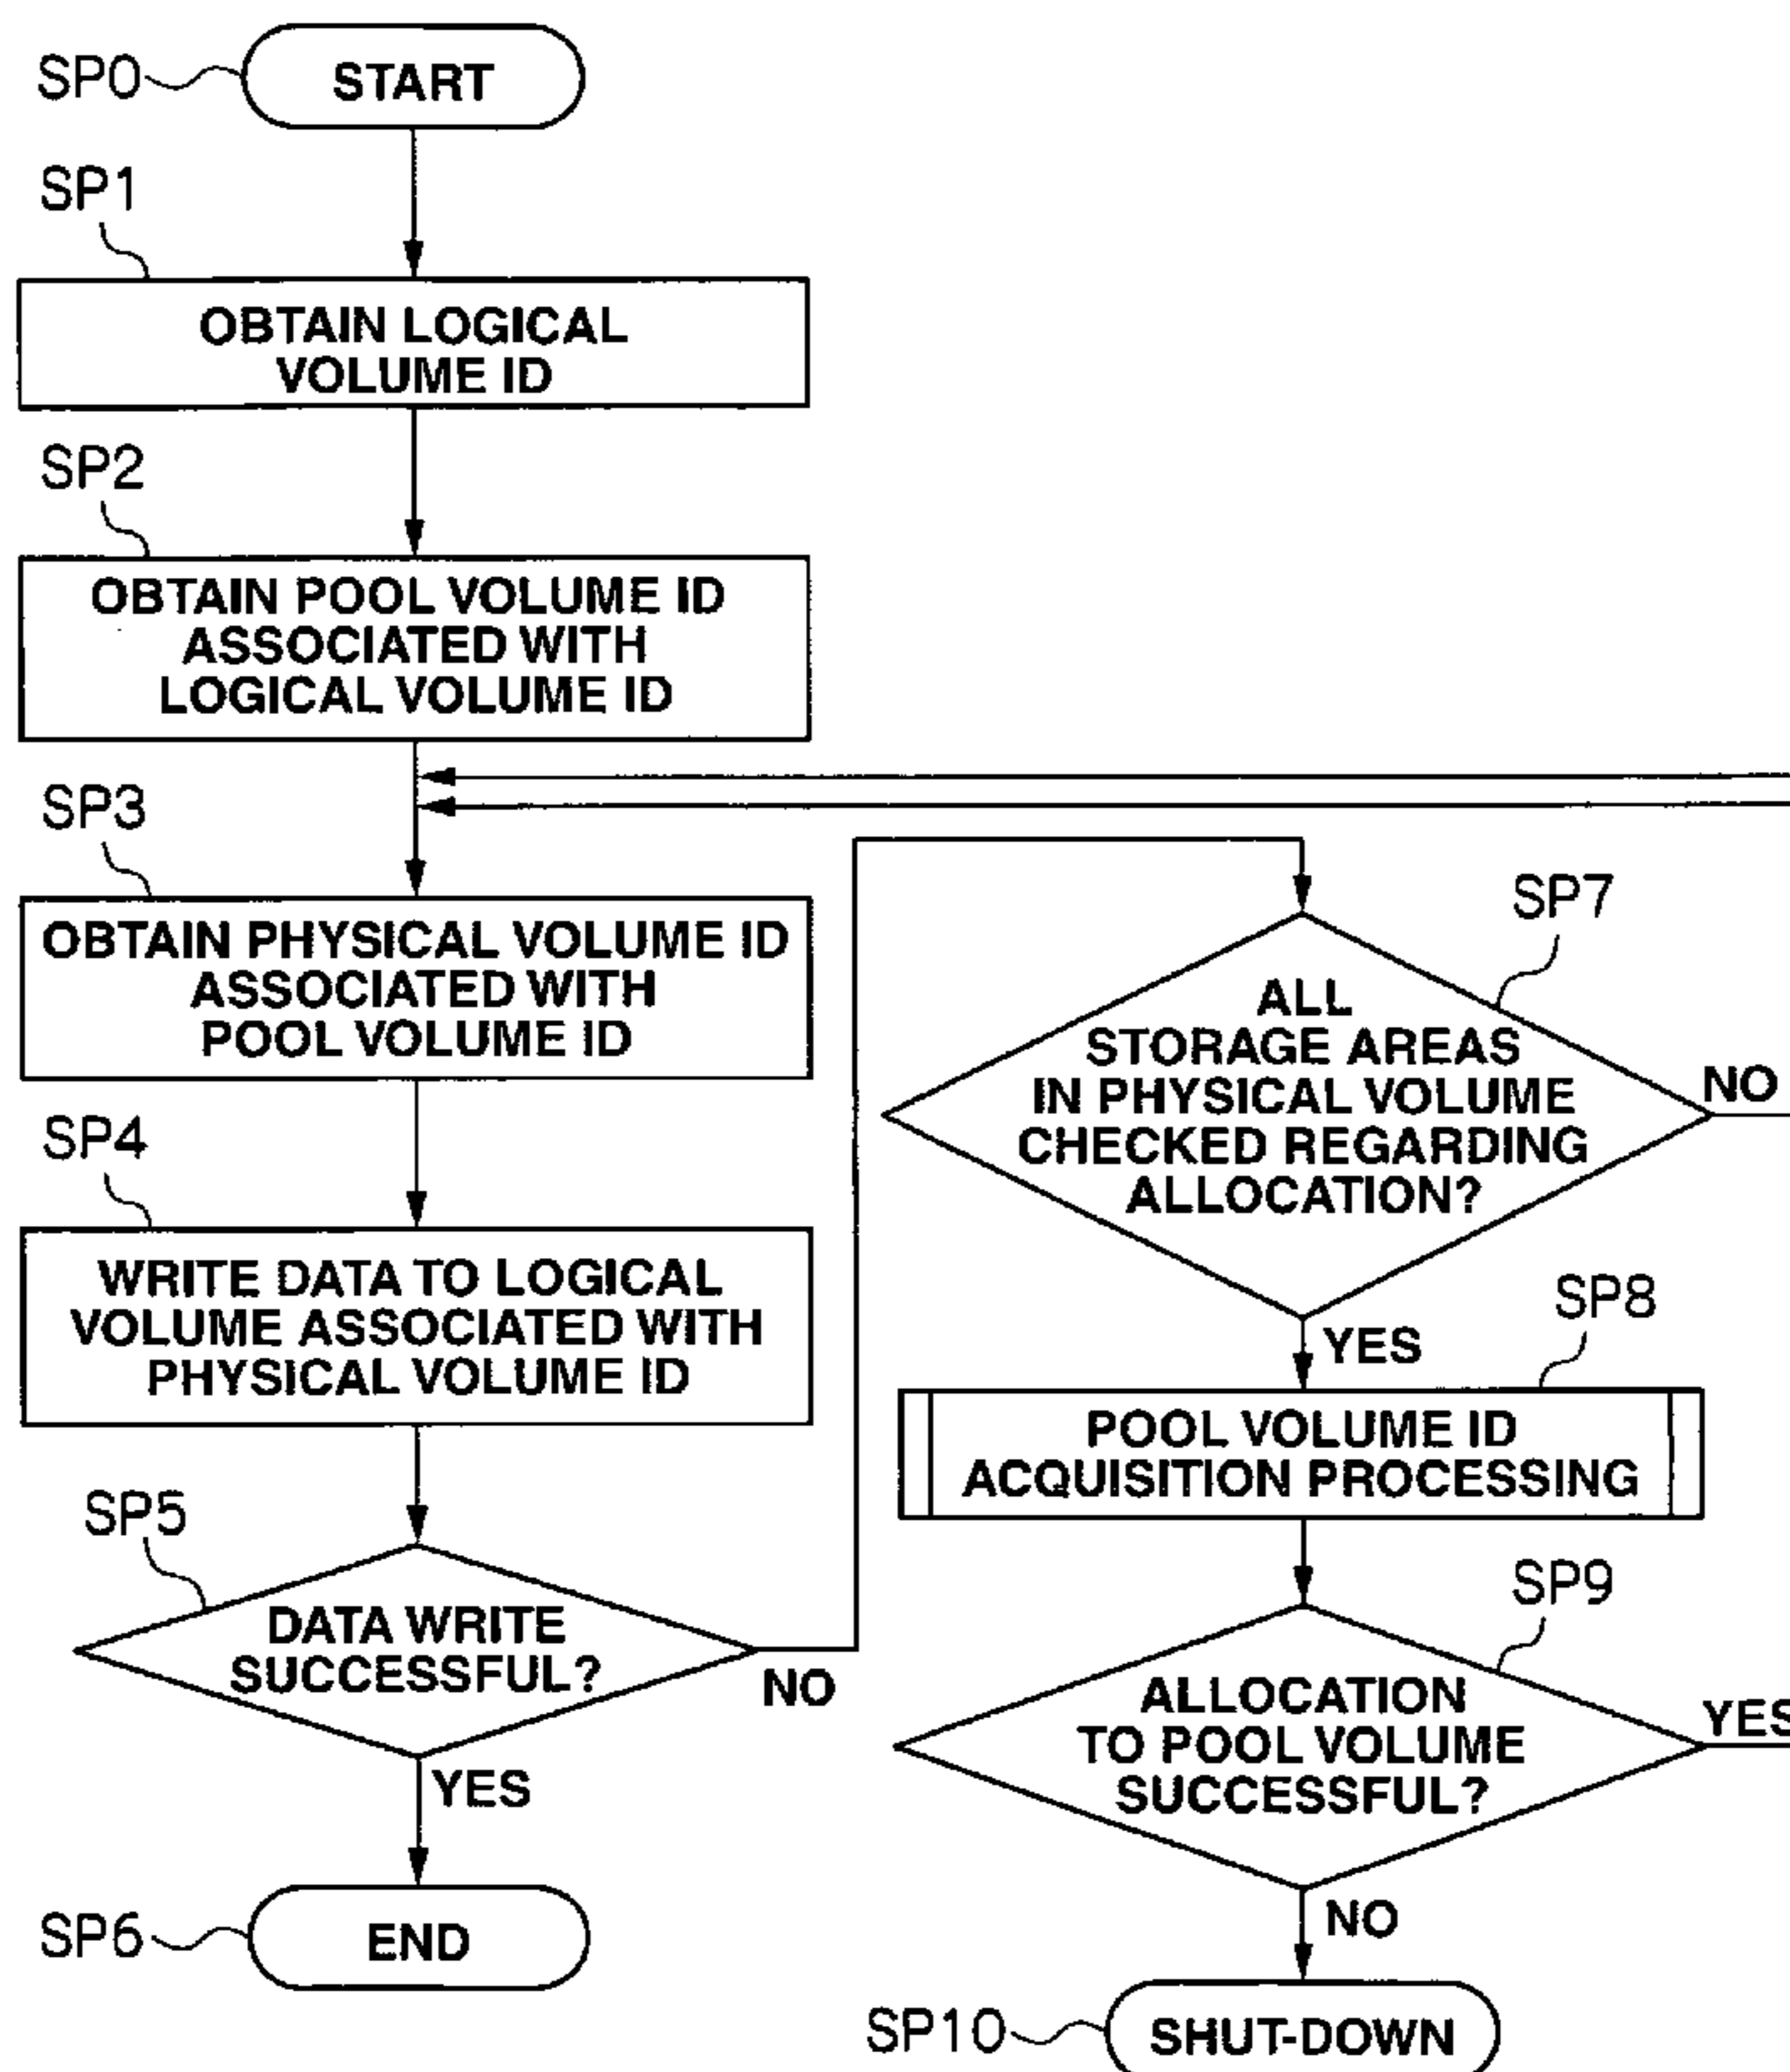 SP0
START
SP1
OBTAIN LOGICAL
VOLUME ID
SP2
OBTAIN POOL VOLUME ID
ASSOCIATED WITH
LOGICAL VOLUME ID
SP3
OBTAIN PHYSICAL VOLUME ID
ASSOCIATED WITH
POOL VOLUME ID
SP4
WRITE DATA TO LOGICAL
VOLUME ASSOCIATED WITH
PHYSICAL VOLUME ID
SP5
DATA WRITE
SUCCESSFUL?
NO
YES
SP6
END
SP7
ALL
STORAGE AREAS
IN PHYSICAL VOLUME
CHECKED REGARDING
ALLOCATION?
NO
YES
SP8
POOL VOLUME ID
ACQUISITION PROCESSING
SP9
ALLOCATION
TO POOL VOLUME
SUCCESSFUL?
YES
NO
SP10
SHUT-DOWN